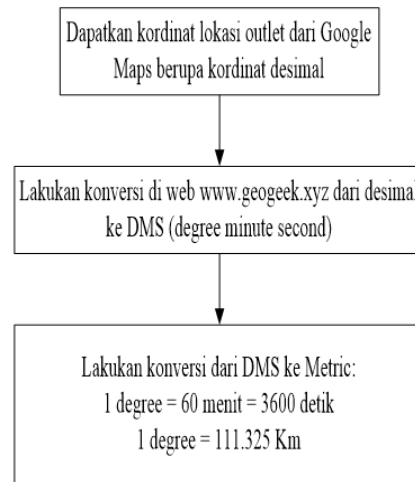 Dapatkan kordinat lokasi outlet dari Google
Maps berupa kordinat desimal
Lakukan konversi di web www.geogeek.xyz dari desimal
ke DMS (degree minute second)
Lakukan konversi dari DMS ke Metric:
1 degree = 60 menit = 3600 detik
1 degree = 111.325 Km